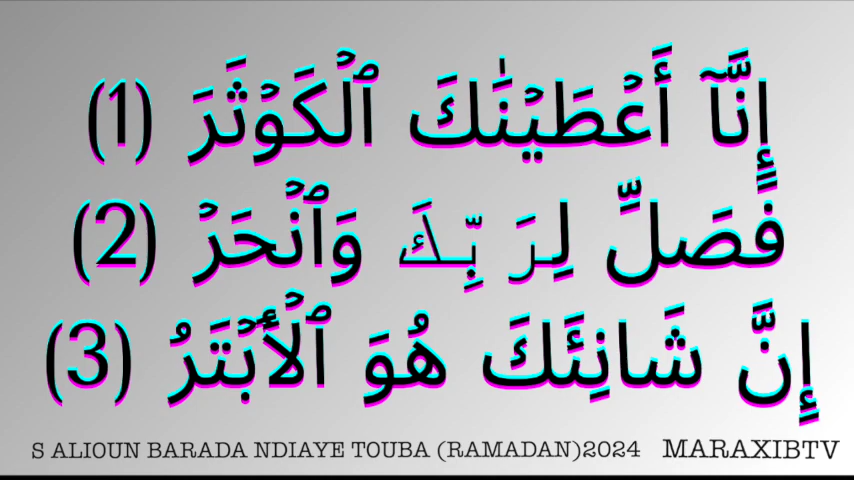 إِنَّآ أَعۡطَيۡنَٰكَ ٱلۡكَوۡثَرَ (1)
فَصَلِّ لِرَ بِّكَ وَٱنۡحَرۡ (2)
إِنَّ شَانِئَكَ هُوَ ٱلۡأَبۡتَرُ (3)
S ALIOUN BARADA NDIAYE TOUBA (RAMADAN)2024 MARAXIBTV